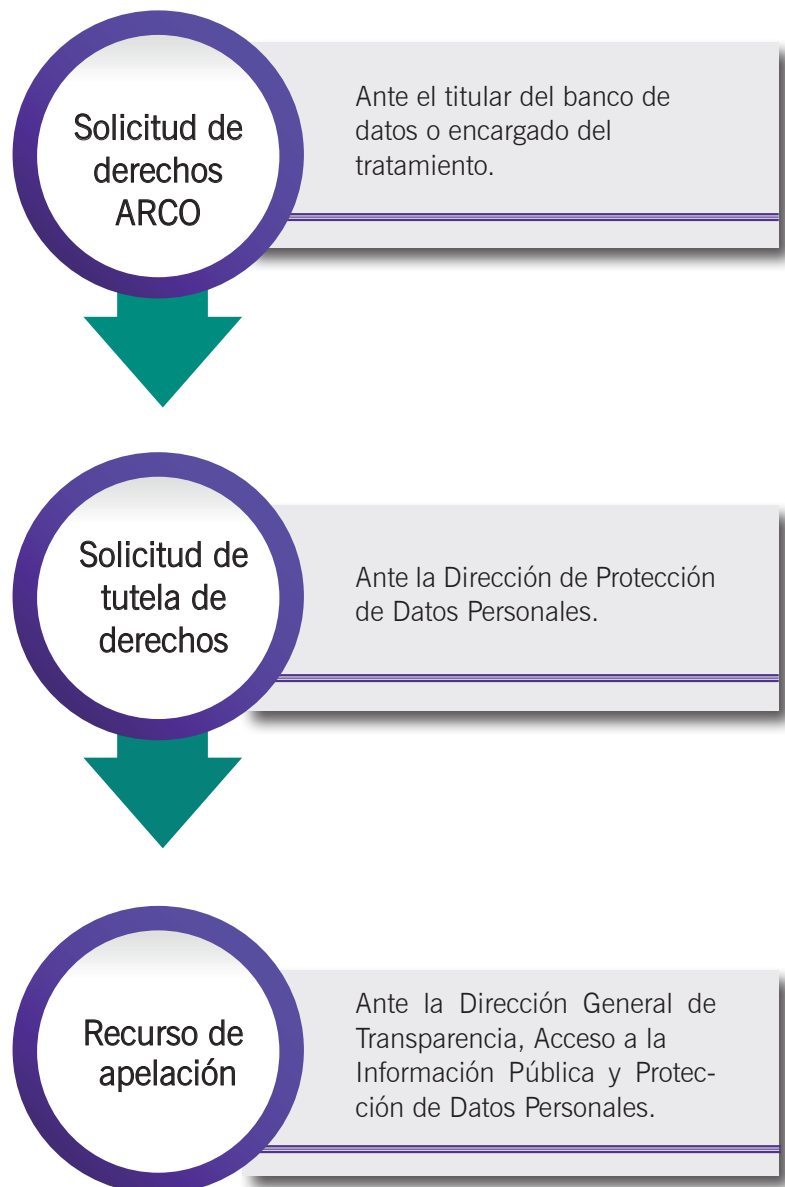 Solicitud de
derechos
ARCO
Ante el titular del banco de
datos o encargado del
tratamiento.
Solicitud de
tutela de
derechos
Ante la Dirección de Protección
de Datos Personales.
Recurso de
apelación
Ante la Dirección General de
Transparencia, Acceso a la
Información Pública y Protec-
ción de Datos Personales.